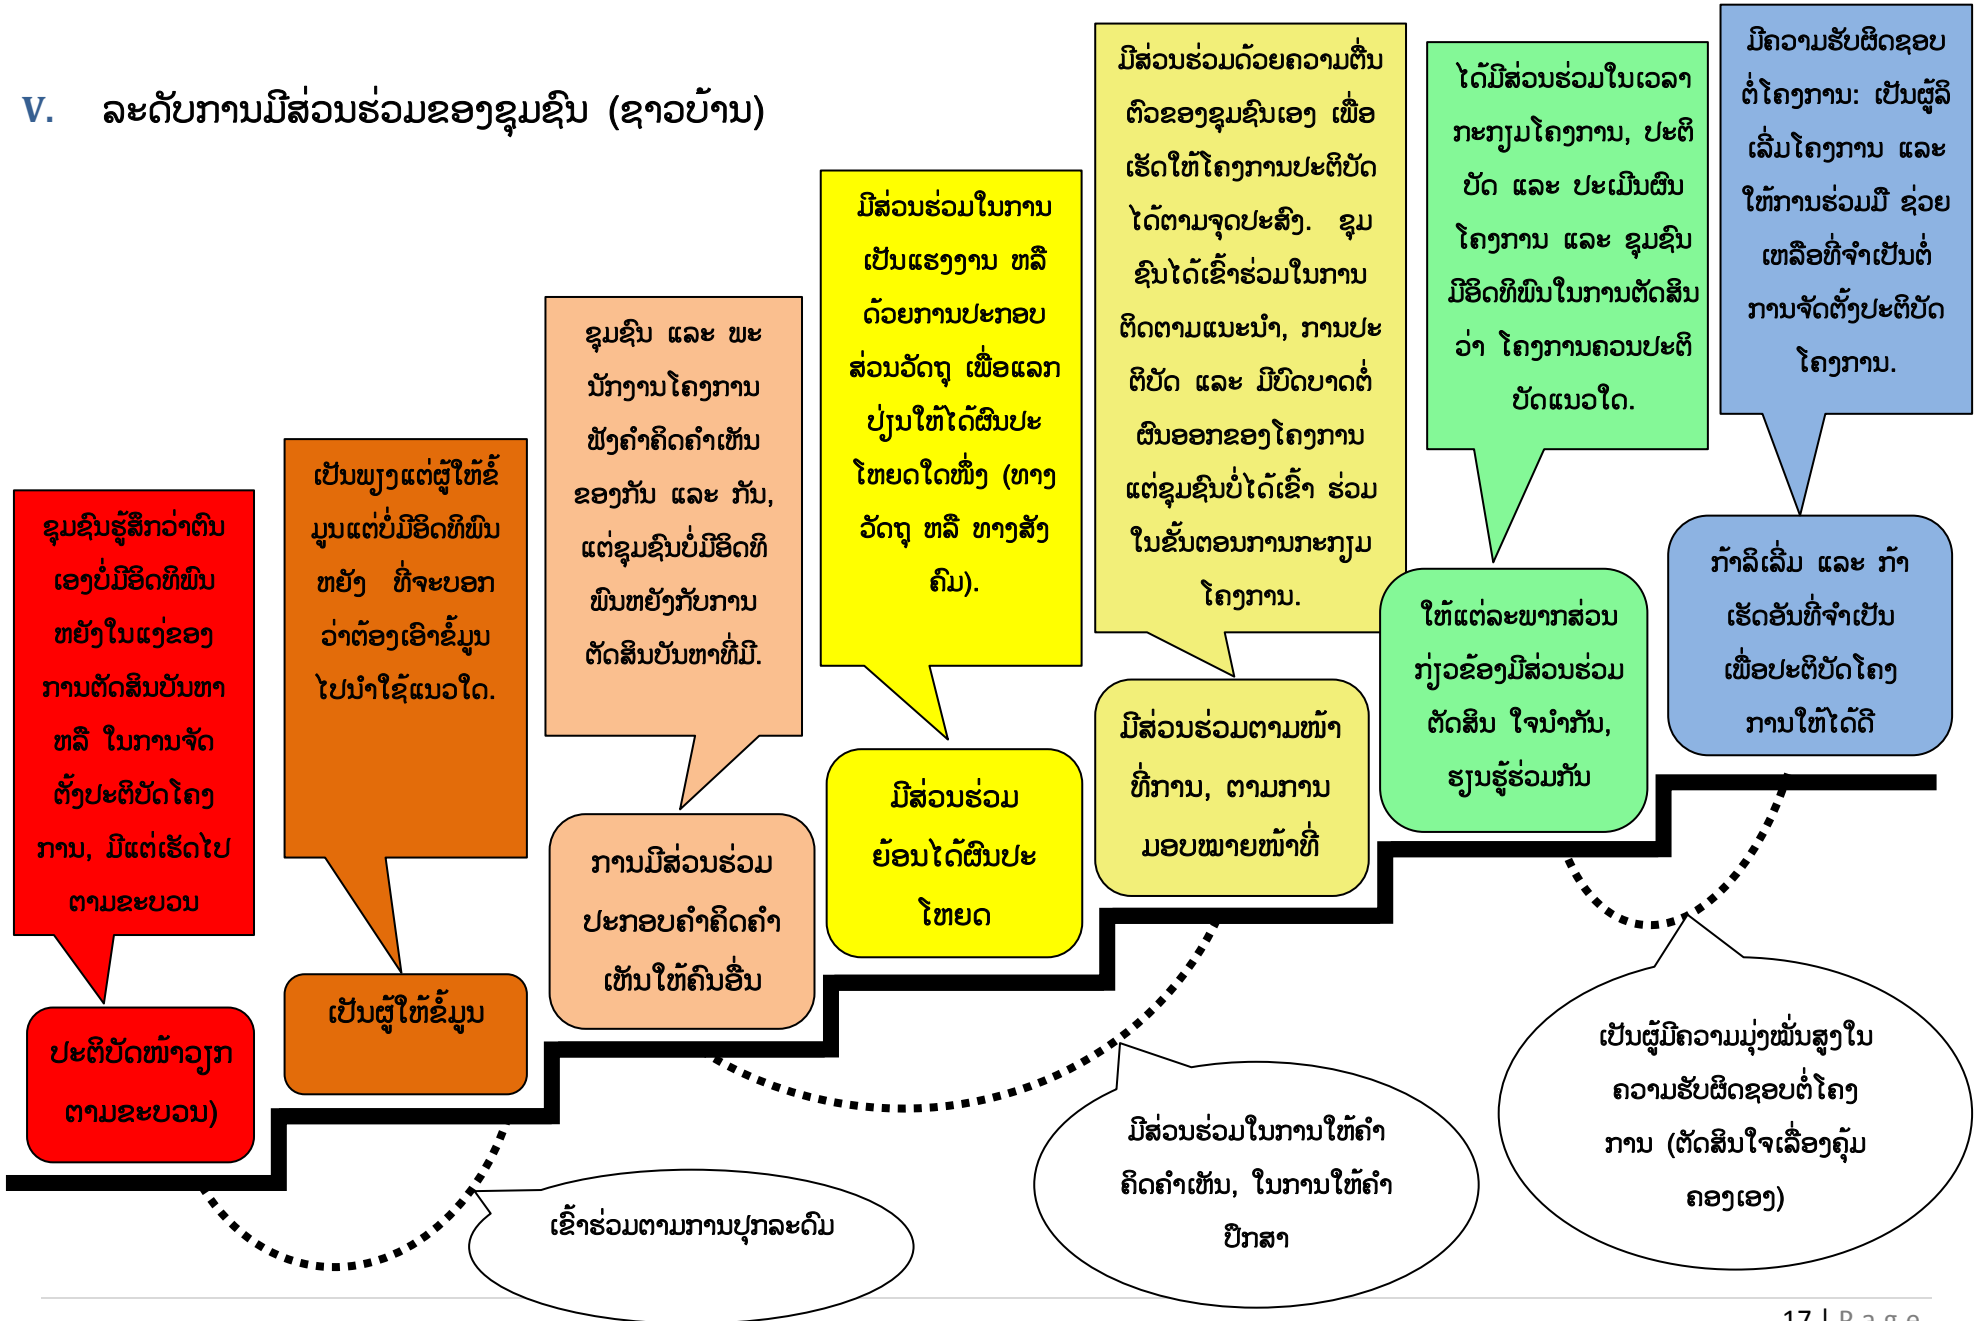 V. ລະດັບການມີສ່ວນຮ່ວມຂອງຊຸມຊົນ (ຊາວບ້ານ)
ຊຸມຊົນຮູ້ສຶກວ່າຕົນ
ເອງບໍ່ມີອິດທິພົນ
ຫຍັງໃນແງ່ຂອງ
ການຕັດສິນບັນຫາ
ຫລື ໃນການຈັດ
ຕັ້ງປະຕິບັດໂຄງ
ການ, ມີແຕ່ເຮັດໄປ
ຕາມຂະບວນ
ປະຕິບັດໜ້າວຽກ
ຕາມຂະບວນ)
ເປັນພຽງແຕ່ຜູ້ໃຫ້ຂໍ້
ມູນແຕ່ບໍ່ມີອິດທິພົນ
ຫຍັງ ທີ່ຈະບອກ
ວ່າຕ້ອງເອົາຂໍ້ມູນ
ໄປນຳໃຊ້ແນວໃດ.
ເປັນຜູ້ໃຫ້ຂໍ້ມູນ
ຊຸມຊົນ ແລະ ພະ
ນັກງານໂຄງການ
ຟັງຄຳຄິດຄຳເຫັນ
ຂອງກັນ ແລະ ກັນ,
ແຕ່ຊຸມຊົນບໍ່ມີອິດທິ
ພົນຫຍັງກັບການ
ຕັດສິນບັນຫາທີ່ມີ.
ການມີສ່ວນຮ່ວມ
ປະກອບຄຳຄິດຄຳ
ເຫັນໃຫ້ຄົນອື່ນ
ມີສ່ວນຮ່ວມໃນການ
ເປັນແຮງງານ ຫລື
ດ້ວຍການປະກອບ
ສ່ວນວັດຖຸ ເພື່ອແລກ
ປ່ຽນໃຫ້ໄດ້ຜົນປະ
ໂຫຍດໃດໜຶ່ງ (ທາງ
ວັດຖຸ ຫລື ທາງສັງ
ຄົມ).
ມີສ່ວນຮ່ວມ
ຍ້ອນໄດ້ຜົນປະ
ໂຫຍດ
ມີສ່ວນຮ່ວມດ້ວຍຄວາມຕື່ນ
ຕົວຂອງຊຸມຊົນເອງ ເພື່ອ
ເຮັດໃຫ້ໂຄງການປະຕິບັດ
ໄດ້ຕາມຈຸດປະສົງ. ຊຸມ
ຊົນໄດ້ເຂົ້າຮ່ວມໃນການ
ຕິດຕາມແນະນຳ, ການປະ
ຕິບັດ ແລະ ມີບົດບາດຕໍ່
ຜົນອອກຂອງໂຄງການ
ແຕ່ຊຸມຊົນບໍ່ໄດ້ເຂົ້າ ຮ່ວມ
ໃນຂັ້ນຕອນການກະກຽມ
ໂຄງການ.
ມີສ່ວນຮ່ວມຕາມໜ້າ
ທີ່ການ, ຕາມການ
ມອບໝາຍໜ້າທີ່
ໄດ້ມີສ່ວນຮ່ວມໃນເວລາ
ກະກຽມໂຄງການ, ປະຕິ
ບັດ ແລະ ປະເມີນຜົນ
ໂຄງການ ແລະ ຊຸມຊົນ
ມີອິດທິພົນໃນການຕັດສິນ
ວ່າ ໂຄງການຄວນປະຕິ
ບັດແນວໃດ.
ໃຫ້ແຕ່ລະພາກສ່ວນ
ກ່ຽວຂ້ອງມີສ່ວນຮ່ວມ
ຕັດສິນ ໃຈນຳກັນ,
ຮຽນຮູ້ຮ່ວມກັນ
ມີຄວາມຮັບຜິດຊອບ
ຕໍ່ໂຄງການ: ເປັນຜູ້ລິ
ເລີ່ມໂຄງການ ແລະ
ໃຫ້ການຮ່ວມມື ຊ່ວຍ
ເຫລືອທີ່ຈຳເປັນຕໍ່
ການຈັດຕັ້ງປະຕິບັດ
ໂຄງການ.
ກ້າລິເລີ່ມ ແລະ ກ້າ
ເຮັດອັນທີ່ຈຳເປັນ
ເພື່ອປະຕິບັດໂຄງ
ການໃຫ້ໄດ້ດີ
ເຂົ້າຮ່ວມຕາມການປຸກລະດົມ
ມີສ່ວນຮ່ວມໃນການໃຫ້ຄຳ
ຄິດຄຳເຫັນ, ໃນການໃຫ້ຄຳ
ປຶກສາ
ເປັນຜູ້ມີຄວາມມຸ່ງໝັ່ນສູງໃນ
ຄວາມຮັບຜິດຊອບຕໍ່ໂຄງ
ການ (ຕັດສິນໃຈເລື່ອງຄຸ້ມ
ຄອງເອງ)
17 | P a g e